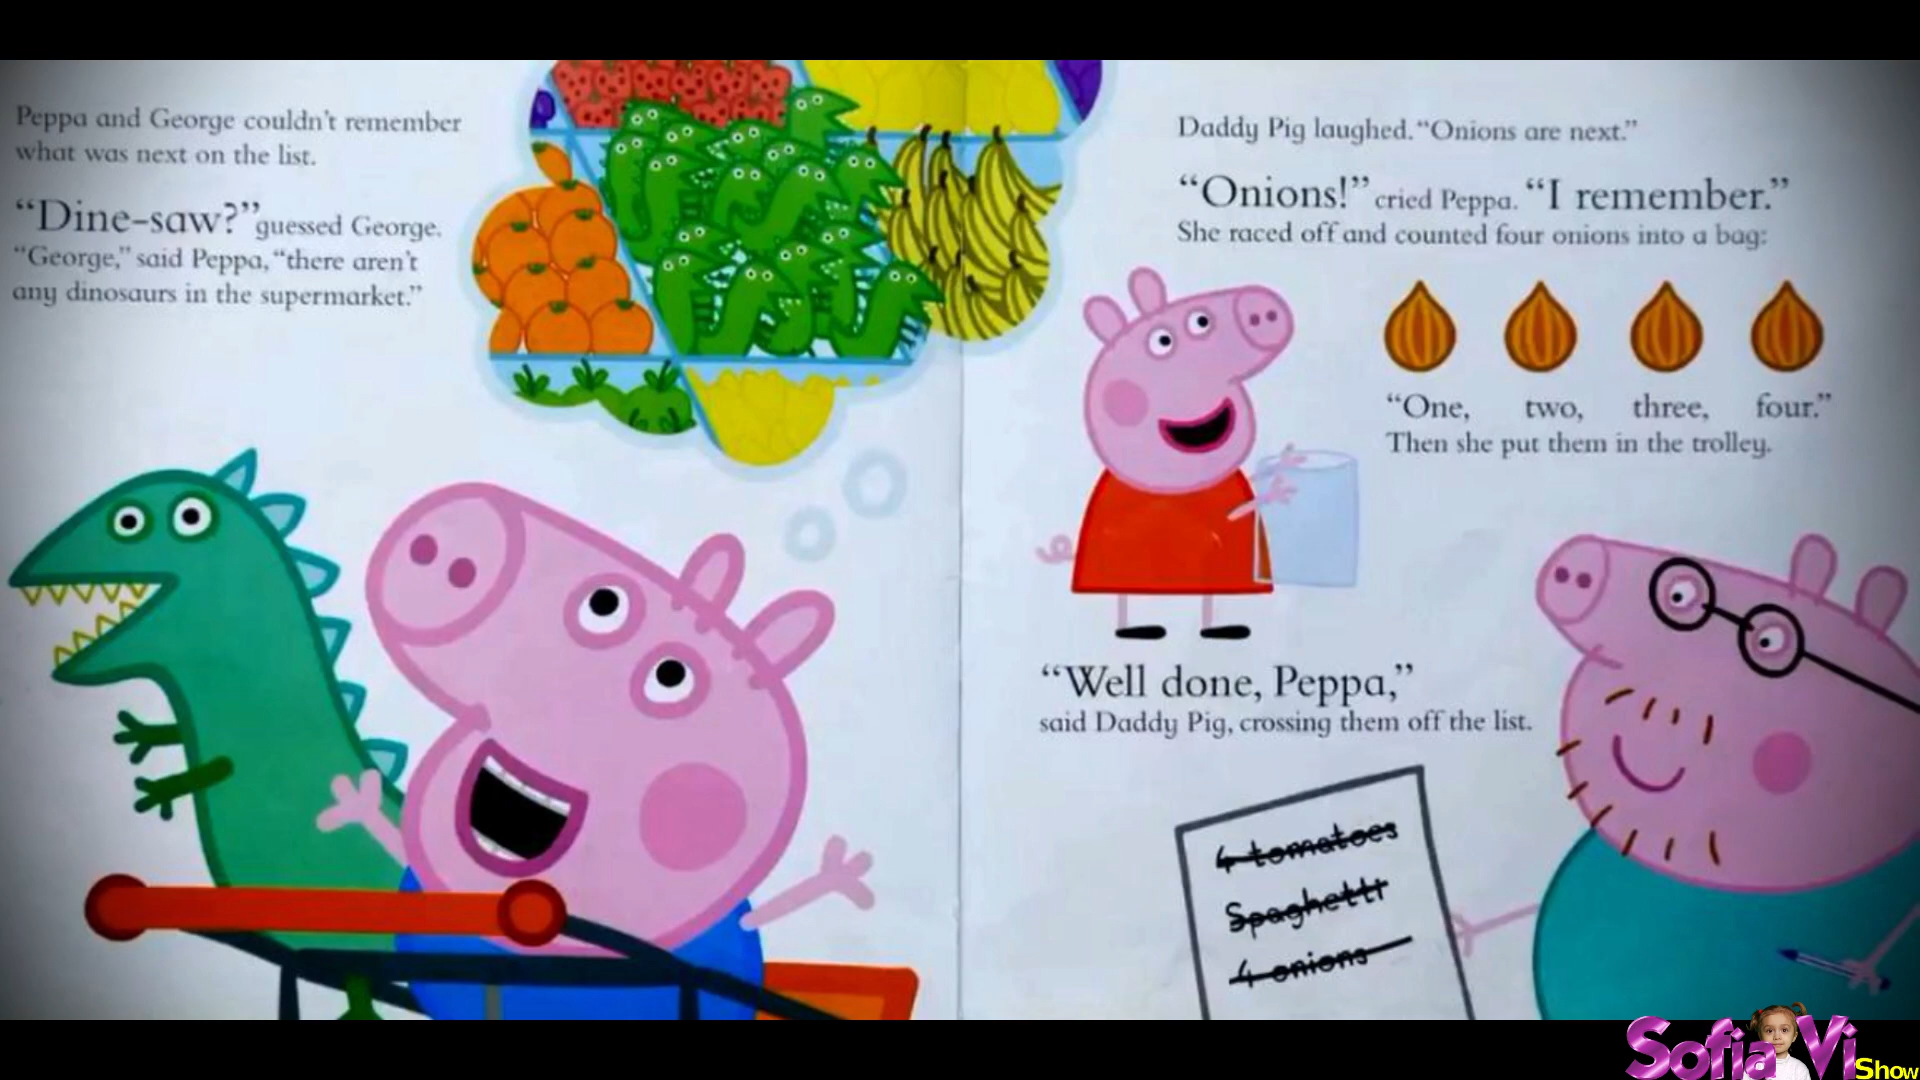 Peppa and George couldn't remember
what was next on the list.
“Dine-saw?” guessed George.
“George,” said Peppa, “there aren't
any dinosaurs in the supermarket.”
Daddy Pig laughed. “Onions are next.”
“Onions!” cried Peppa. “I remember.”
She raced off and counted four onions into a bag:
“One, two, three, four.”
Then she put them in the trolley.
“Well done, Peppa,”
said Daddy Pig, crossing them off the list.
4 tomatoes
Spaghetti
4 onions
Sofia Vi
Show